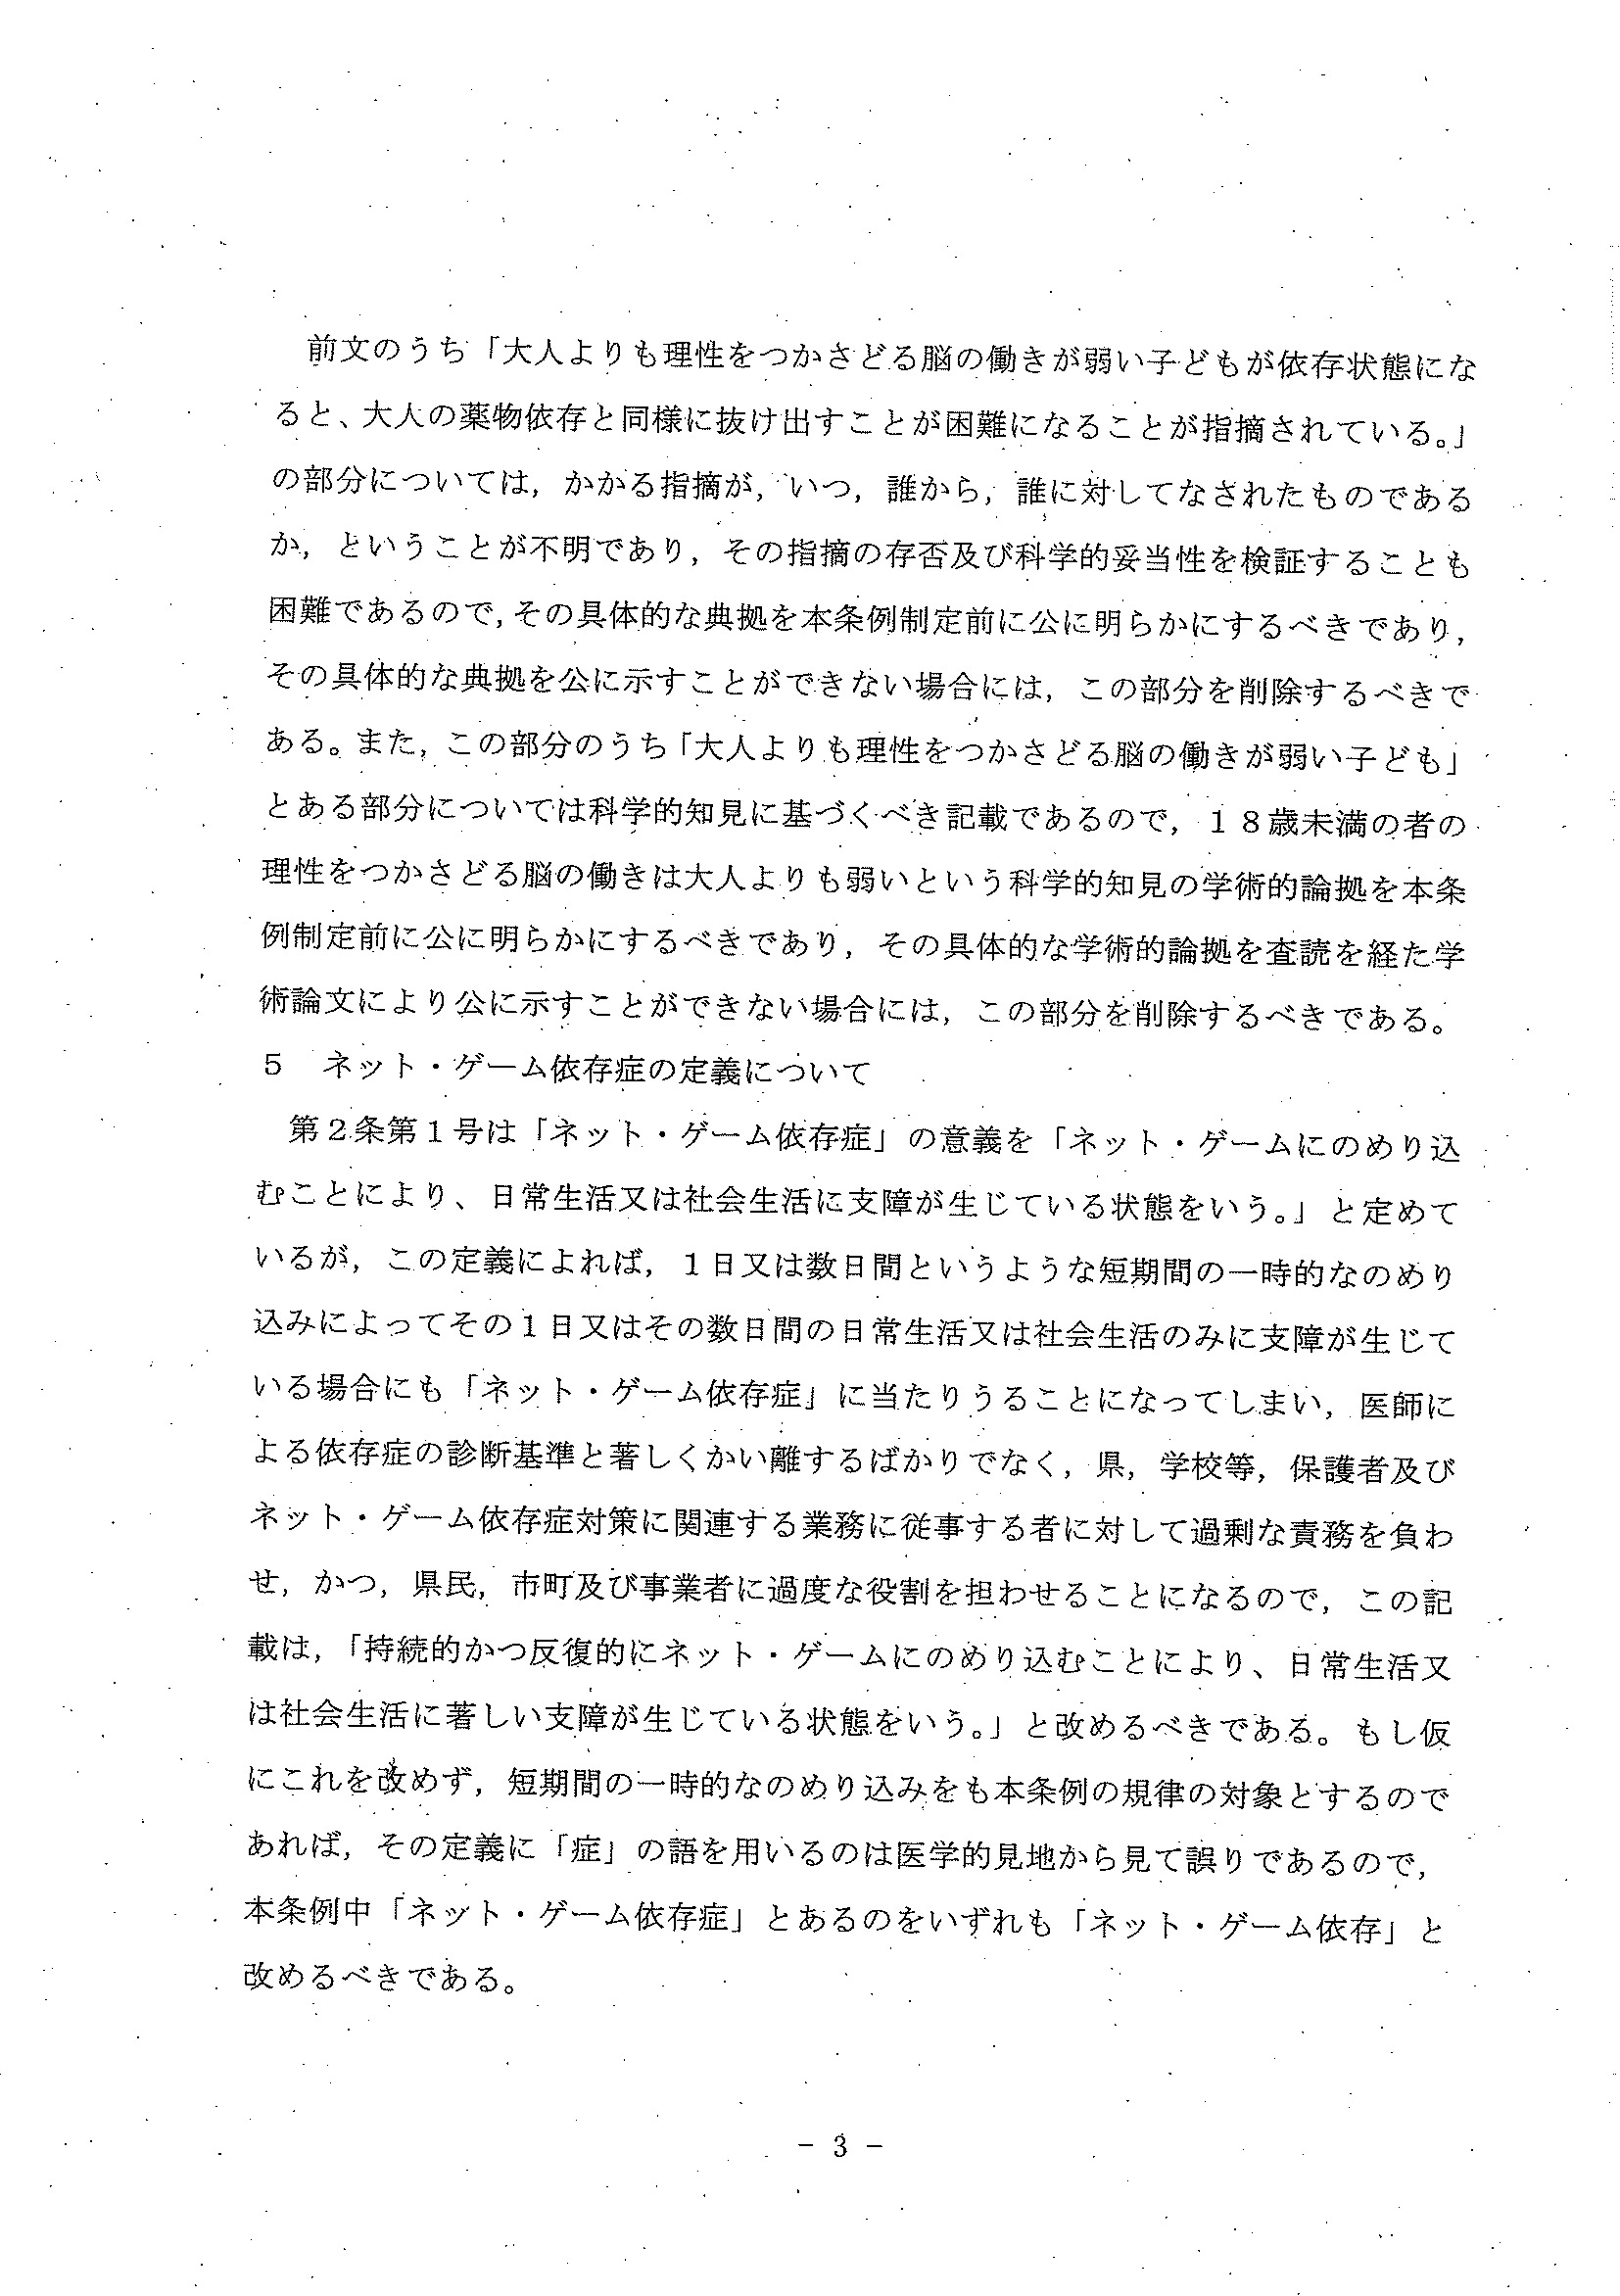 前文のうち「大人よりも理性をつかさどる脳の働きが弱い子どもが依存状態にな
ると、大人の薬物依存と同様に抜け出すことが困難になることが指摘されている。」
の部分については，かかる指摘が，いつ，誰から，誰に対してなされたものである
か，ということが不明であり，その指摘の存否及び科学的妥当性を検証することも
困難であるので，その具体的な典拠を本条例制定前に公に明らかにするべきであり，
その具体的な典拠を公に示すことができない場合には，この部分を削除するべきで
ある。また，この部分のうち「大人よりも理性をつかさどる脳の働きが弱い子ども」
とある部分については科学的知見に基づくべき記載であるので，１８歳未満の者の
理性をつかさどる脳の働きは大人よりも弱いという科学的知見の学術的論拠を本条
例制定前に公に明らかにするべきであり，その具体的な学術的論拠を査読を経た学
術論文により公に示すことができない場合には，この部分を削除するべきである。
５　ネット・ゲーム依存症の定義について
第２条第１号は「ネット・ゲーム依存症」の意義を「ネット・ゲームにのめり込
むことにより、日常生活又は社会生活に支障が生じている状態をいう。」と定めて
いるが，この定義によれば，１日又は数日間というような短期間の一時的なのめり
込みによってその１日又はその数日間の日常生活又は社会生活のみに支障が生じて
いる場合にも「ネット・ゲーム依存症」に当たりうることになってしまい，医師に
よる依存症の診断基準と著しくかい離するばかりでなく，県，学校等，保護者及び
ネット・ゲーム依存症対策に関連する業務に従事する者に対して過剰な責務を負わ
せ，かつ，県民，市町及び事業者に過度な役割を担わせることになるので，この記
載は，「持続的かつ反復的にネット・ゲームにのめり込むことにより、日常生活又
は社会生活に著しい支障が生じている状態をいう。」と改めるべきである。もし仮
にこれを改めず，短期間の一時的なのめり込みをも本条例の規律の対象とするので
あれば，その定義に「症」の語を用いるのは医学的見地から見て誤りであるので，
本条例中「ネット・ゲーム依存症」とあるのをいずれも「ネット・ゲーム依存」と
改めるべきである。
- 3 -